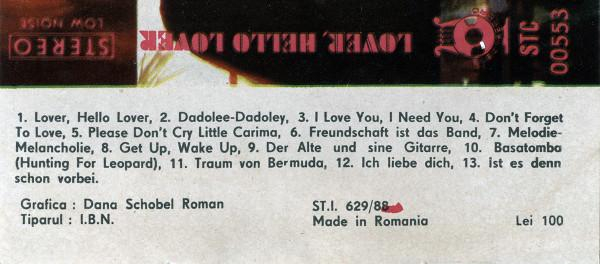 STEREO
LOW NOISE
LOVER, HELLO LOVER
STC
00553
1. Lover, Hello Lover, 2. Dadolee-Dadoley, 3. I Love You, I Need You, 4. Don't Forget
To Love, 5. Please Don't Cry Little Carima, 6. Freundschaft ist das Band, 7. Melodie-
Melancholie, 8. Get Up, Wake Up, 9. Der Alte und sine Gitarre, 10. Basatomba
(Hunting For Leopard), 11. Traum von Bermuda, 12. Ich liebe dich, 13. Ist es denn
schon vorbei.
Grafica : Dana Schobel Roman
Tiparul : I.B.N.
ST.I. 629/88
Made in Romania
Lei 100